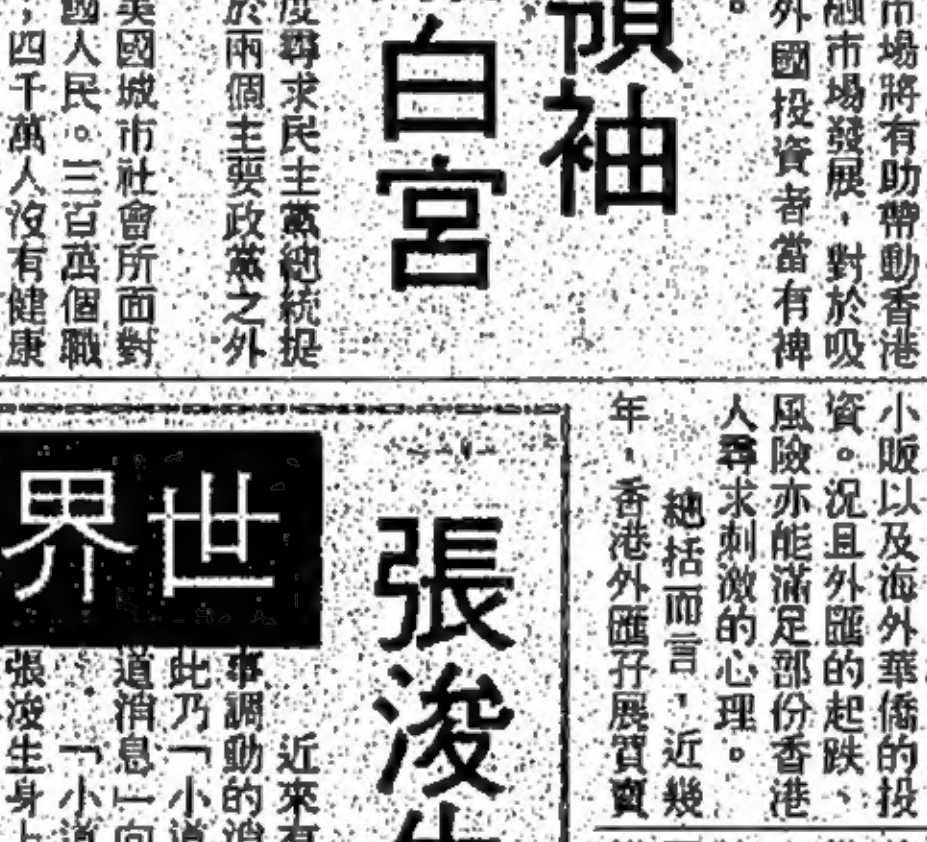 市場將有助帶動香港
融市場發展，對於吸
外國投資者當有裨
。
領袖
白宮
度尋求民主黨總統提
於兩個主要政黨之外
美國城市社會所面對
國人民。三百萬個職
，四千萬人沒有健康
小販以及海外華僑的投
資。況且外匯的起跌、
風險亦能滿足部份香港
人尋求刺激的心理。
總括而言，近幾
年，香港外匯孖展買賣
張浚生
世界
近來有
事調動的消
此乃「小道
道消息」向
「小道
張浚生身上